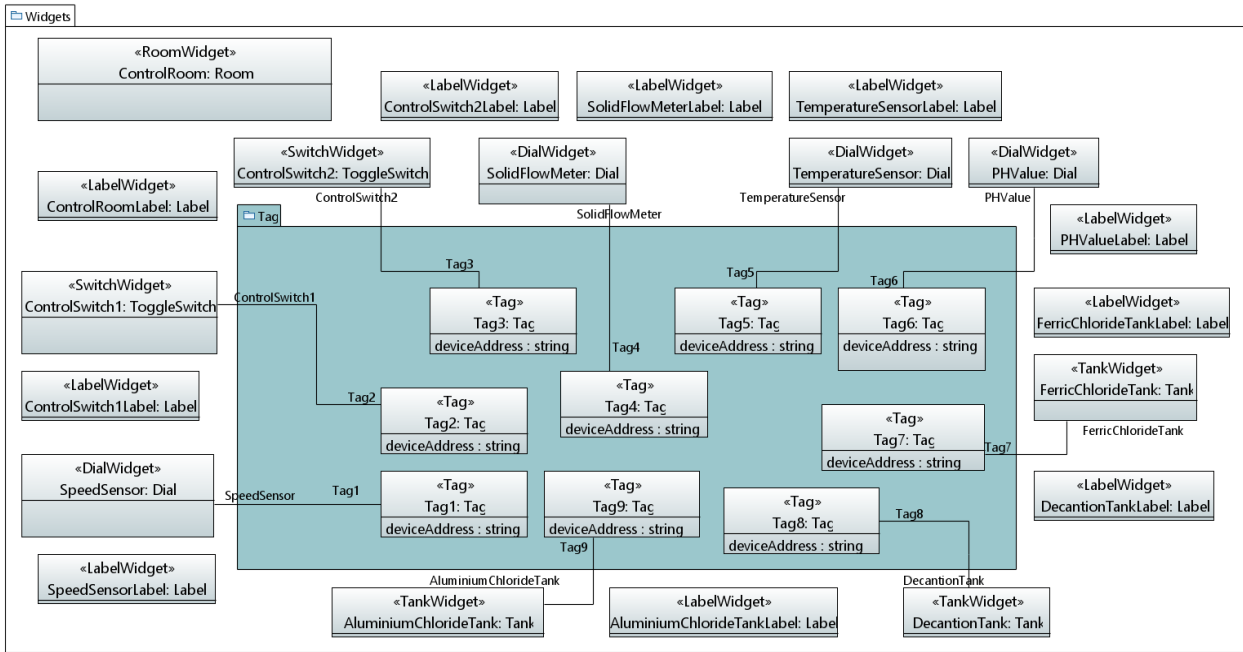 Widgets
«RoomWidget»
ControlRoom: Room
«LabelWidget»
ControlSwitch2Label: Label
«LabelWidget»
SolidFlowMeterLabel: Label
«LabelWidget»
TemperatureSensorLabel: Label
«SwitchWidget»
ControlSwitch2: ToggleSwitch
ControlSwitch2
«DialWidget»
SolidFlowMeter: Dial
SolidFlowMeter
«DialWidget»
TemperatureSensor: Dial
TemperatureSensor
«DialWidget»
PHValue: Dial
PHValue
«LabelWidget»
ControlRoomLabel: Label
Tag
«LabelWidget»
PHValueLabel: Label
«SwitchWidget»
ControlSwitch1: ToggleSwitch
ControlSwitch1
Tag3
«Tag»
Tag3: Tag
deviceAddress : string
Tag5
«Tag»
Tag5: Tag
deviceAddress : string
Tag6
«Tag»
Tag6: Tag
deviceAddress : string
«LabelWidget»
FerricChlorideTankLabel: Label
Tag4
«Tag»
Tag4: Tag
deviceAddress : string
«TankWidget»
FerricChlorideTank: Tank
FerricChlorideTank
«LabelWidget»
ControlSwitch1Label: Label
Tag2
«Tag»
Tag2: Tag
deviceAddress : string
«Tag»
Tag7: Tag
deviceAddress : string
Tag7
«DialWidget»
SpeedSensor: Dial
SpeedSensor
Tag1
«Tag»
Tag1: Tag
deviceAddress : string
«Tag»
Tag9: Tag
deviceAddress : string
Tag9
«Tag»
Tag8: Tag
deviceAddress : string
Tag8
«LabelWidget»
DecantionTankLabel: Label
«LabelWidget»
SpeedSensorLabel: Label
AluminiumChlorideTank
«TankWidget»
AluminiumChlorideTank: Tank
«LabelWidget»
AluminiumChlorideTankLabel: Label
DecantionTank
«TankWidget»
DecantionTank: Tank